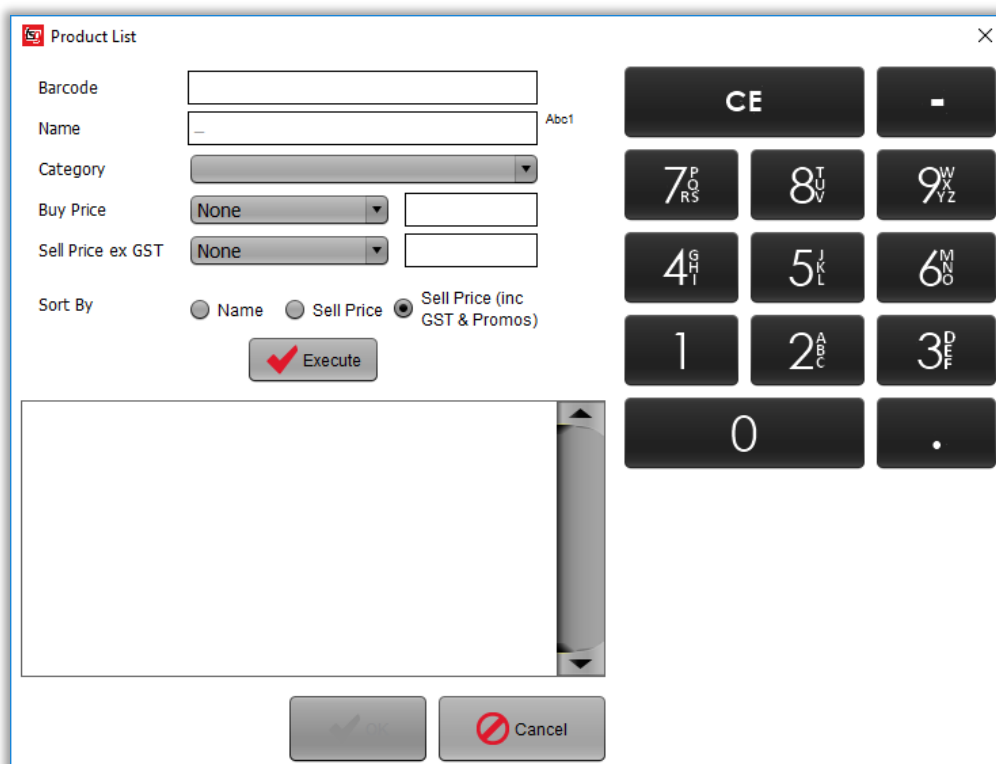 Product List
Barcode
Name _ Abc1
Category
Buy Price None
Sell Price ex GST None
Sort By Name Sell Price Sell Price (inc GST & Promos)
Execute
OK Cancel
CE -
7 PQRS 8 TUV 9 WXYZ
4 GHI 5 JKL 6 MNO
1 2 ABC 3 DEF
0 .